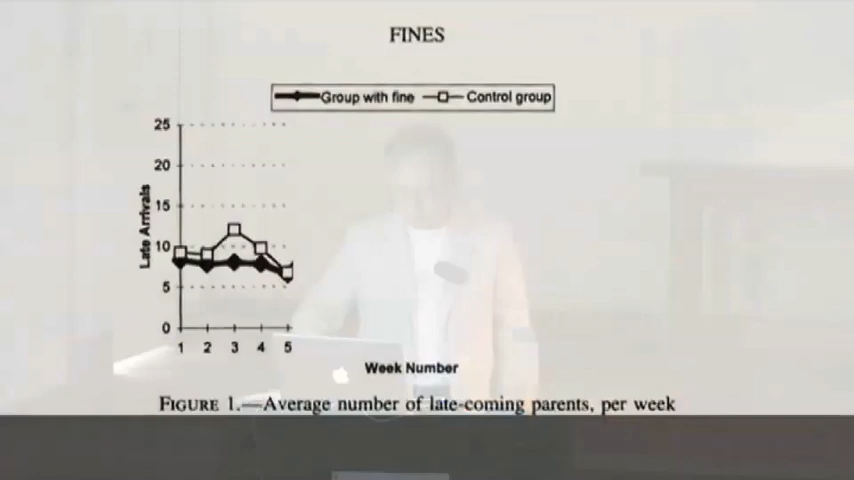 FINES
Group with fine Control group
25
20
15
10
5
0
Late Arrivals
1 2 3 4 5
Week Number
FIGURE 1.—Average number of late-coming parents, per week